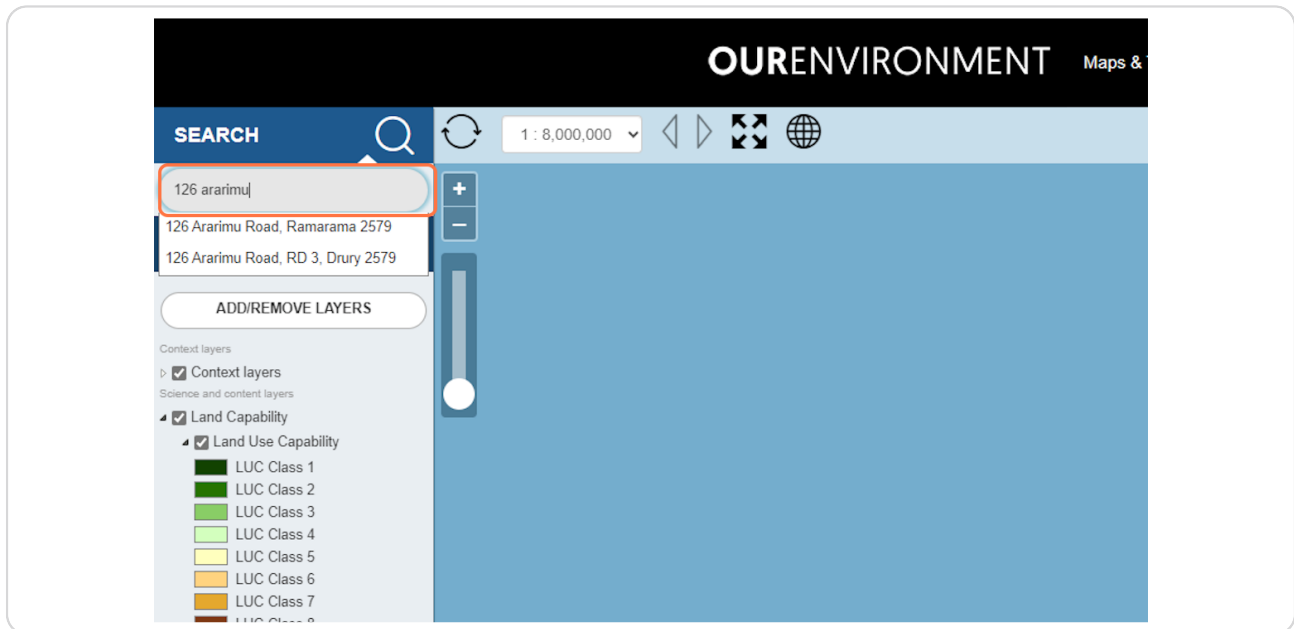 OURENVIRONMENT Maps &
SEARCH
1 : 8,000,000
126 ararimu
126 Ararimu Road, Ramarama 2579
126 Ararimu Road, RD 3, Drury 2579
ADD/REMOVE LAYERS
Context layers
Context layers
Science and content layers
Land Capability
Land Use Capability
LUC Class 1
LUC Class 2
LUC Class 3
LUC Class 4
LUC Class 5
LUC Class 6
LUC Class 7
LUC Class 8